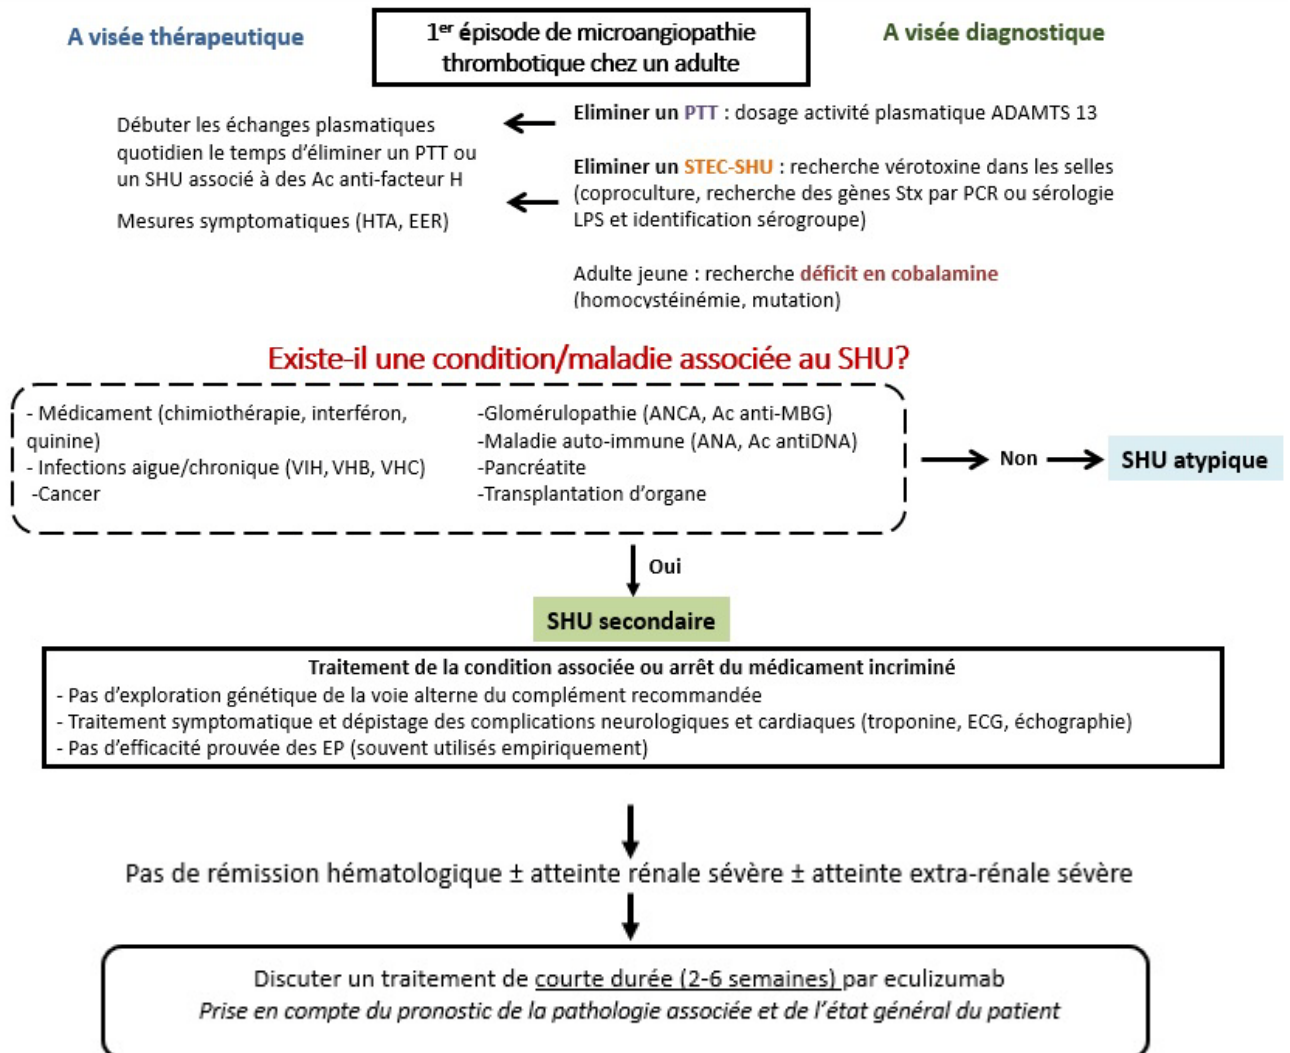 A visée thérapeutique
1er épisode de microangiopathie
thrombotique chez un adulte
A visée diagnostique
Débuter les échanges plasmatiques
quotidien le temps d'éliminer un PTT ou
un SHU associé à des Ac anti-facteur H
Mesures symptomatiques (HTA, EER)
Eliminer un PTT : dosage activité plasmatique ADAMTS 13
Eliminer un STEC-SHU : recherche vérotoxine dans les selles
(coproculture, recherche des gènes Stx par PCR ou sérologie
LPS et identification sérogroupe)
Adulte jeune : recherche déficit en cobalamine
(homocystéinémie, mutation)
Existe-il une condition/maladie associée au SHU?
- Médicament (chimiothérapie, interféron,
quinine)
- Infections aigue/chronique (VIH, VHB, VHC)
-Cancer
-Glomérulopathie (ANCA, Ac anti-MBG)
-Maladie auto-immune (ANA, Ac antiDNA)
-Pancréatite
-Transplantation d'organe
Non
SHU atypique
Oui
SHU secondaire
Traitement de la condition associée ou arrêt du médicament incriminé
- Pas d'exploration génétique de la voie alterne du complément recommandée
- Traitement symptomatique et dépistage des complications neurologiques et cardiaques (troponine, ECG, échographie)
- Pas d'efficacité prouvée des EP (souvent utilisés empiriquement)
Pas de rémission hématologique ± atteinte rénale sévère ± atteinte extra-rénale sévère
Discuter un traitement de courte durée (2-6 semaines) par eculizumab
Prise en compte du pronostic de la pathologie associée et de l'état général du patient